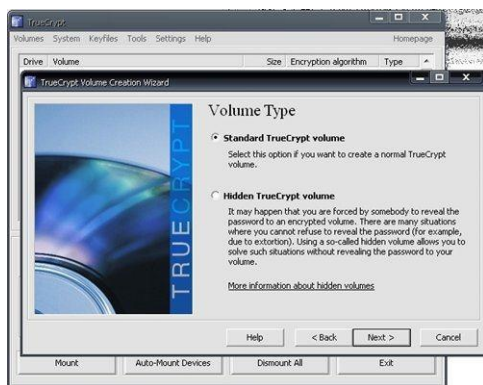 TrueCrypt
Volumes System Keyfiles Tools Settings Help Homepage
Drive Volume Size Encryption algorithm Type
TrueCrypt Volume Creation Wizard
TRUECRYPT
Volume Type
Standard TrueCrypt volume
Select this option if you want to create a normal TrueCrypt
volume.
Hidden TrueCrypt volume
It may happen that you are forced by somebody to reveal the
password to an encrypted volume. There are many situations
where you cannot refuse to reveal the password (for example,
due to extortion). Using a so-called hidden volume allows you to
solve such situations without revealing the password to your
volume.
More information about hidden volumes
Help < Back Next > Cancel
Mount Auto-Mount Devices Dismount All Exit